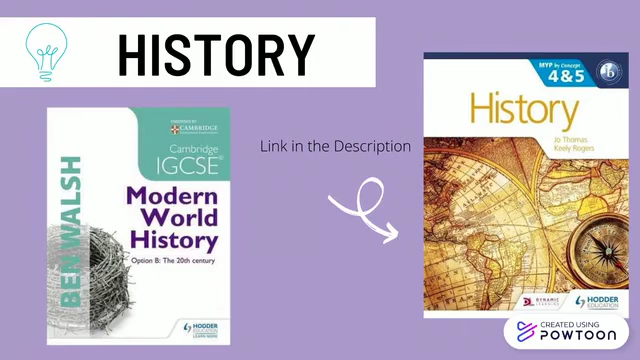 HISTORY
ENDORSED BY
CAMBRIDGE
Cambridge
IGCSE
BEN WALSH
Modern
World
History
Option B: The 20th century
HODDER
EDUCATION
LEARN MORE
Link in the Description
MYP by Concept
4&5
History
Jo Thomas
Keely Rogers
DYNAMIC
LEARNING
HODDER
EDUCATION
CREATED USING
POWTOON